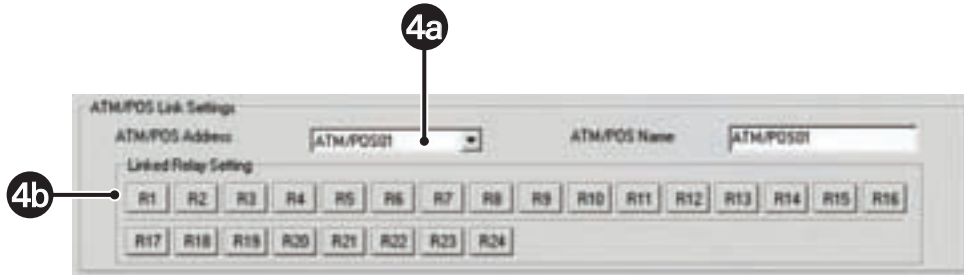 4a
ATM/POS Link Settings
ATM/POS Address ATM/POS01 ATM/POS Name ATM/POS01
Linked Relay Setting
4b
R1 R2 R3 R4 R5 R6 R7 R8 R9 R10 R11 R12 R13 R14 R15 R16
R17 R18 R19 R20 R21 R22 R23 R24